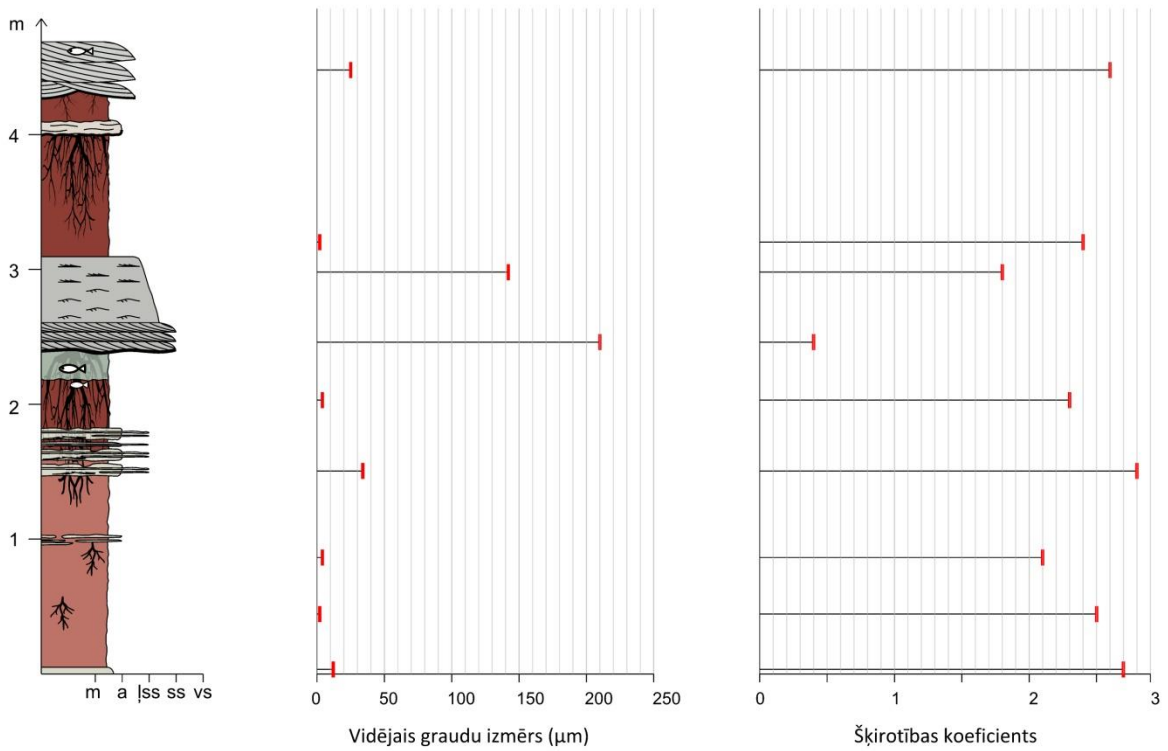 m
4
3
2
1
m a ļss ss vs
0 50 100 150 200 250
Vidējais graudu izmērs (µm)
0 1 2 3
Šķirotības koeficients